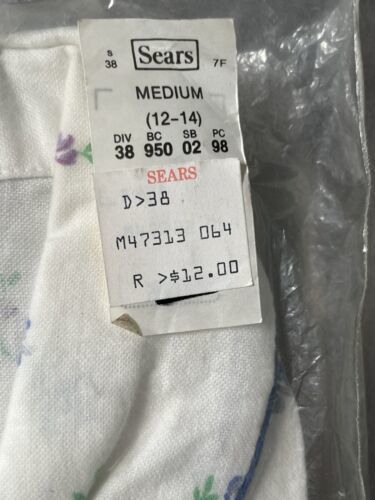 S
38 Sears 7F
MEDIUM
(12-14)
DIV BC SB PC
38 950 02 98
SEARS
D>38
M47313 064
R >$12.00